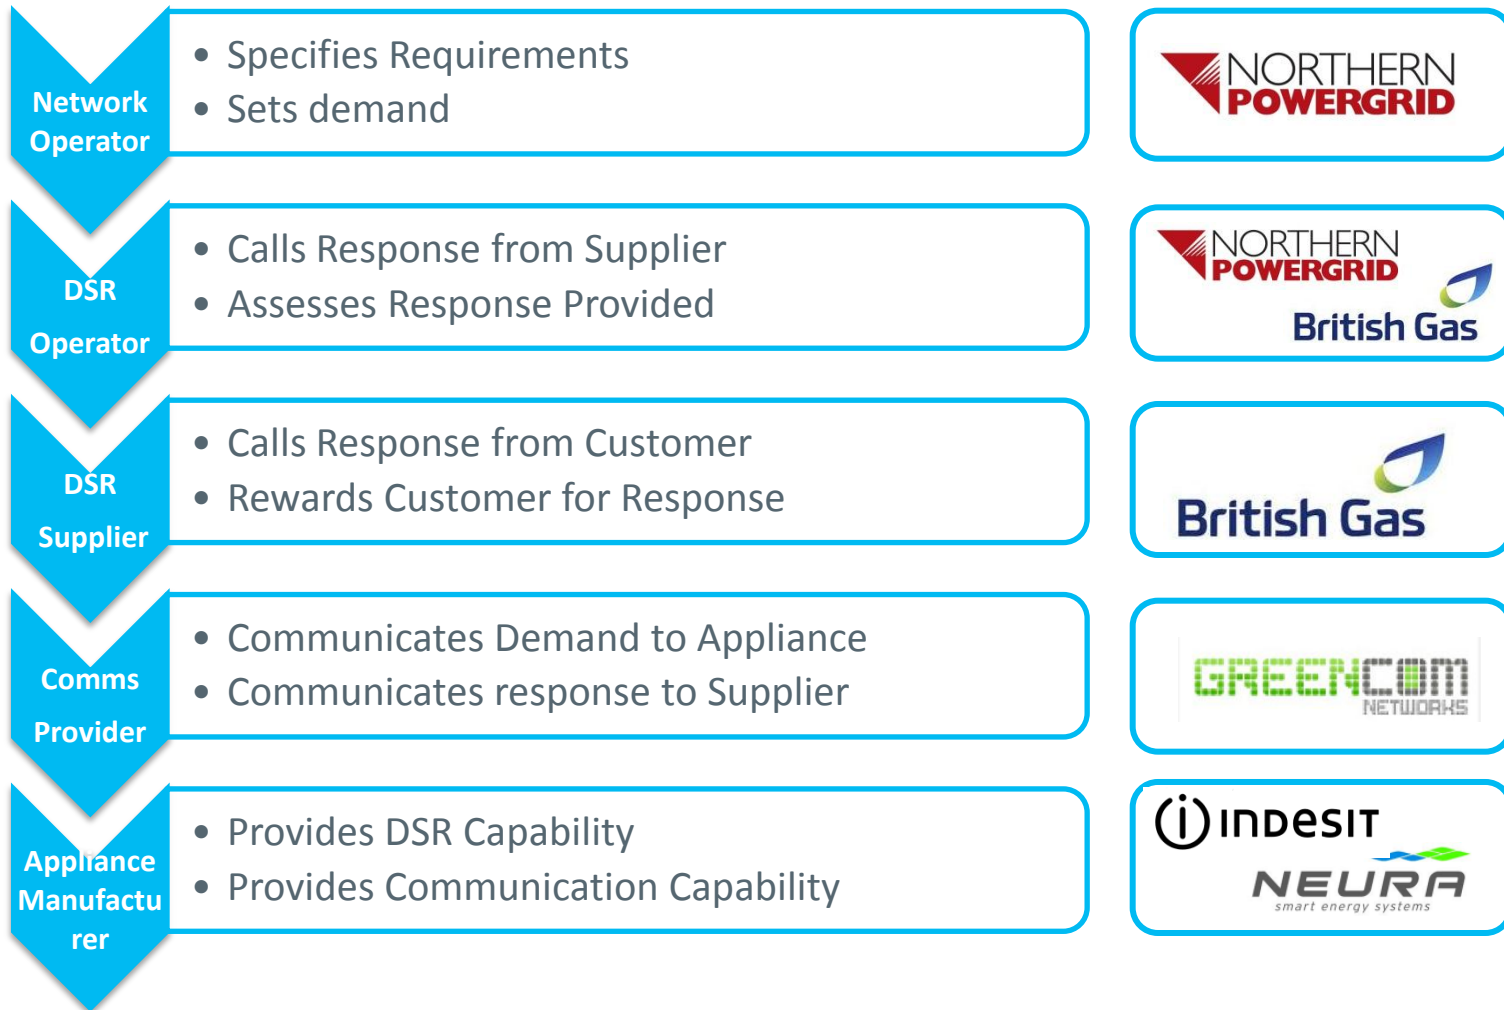 Network
Operator
• Specifies Requirements
• Sets demand
NORTHERN
POWERGRID
DSR
Operator
• Calls Response from Supplier
• Assesses Response Provided
NORTHERN
POWERGRID
British Gas
DSR
Supplier
• Calls Response from Customer
• Rewards Customer for Response
British Gas
Comms
Provider
• Communicates Demand to Appliance
• Communicates response to Supplier
GREENCOM
NETWORKS
Appliance
Manufactu
rer
• Provides DSR Capability
• Provides Communication Capability
i INDESIT
NEURA
smart energy systems